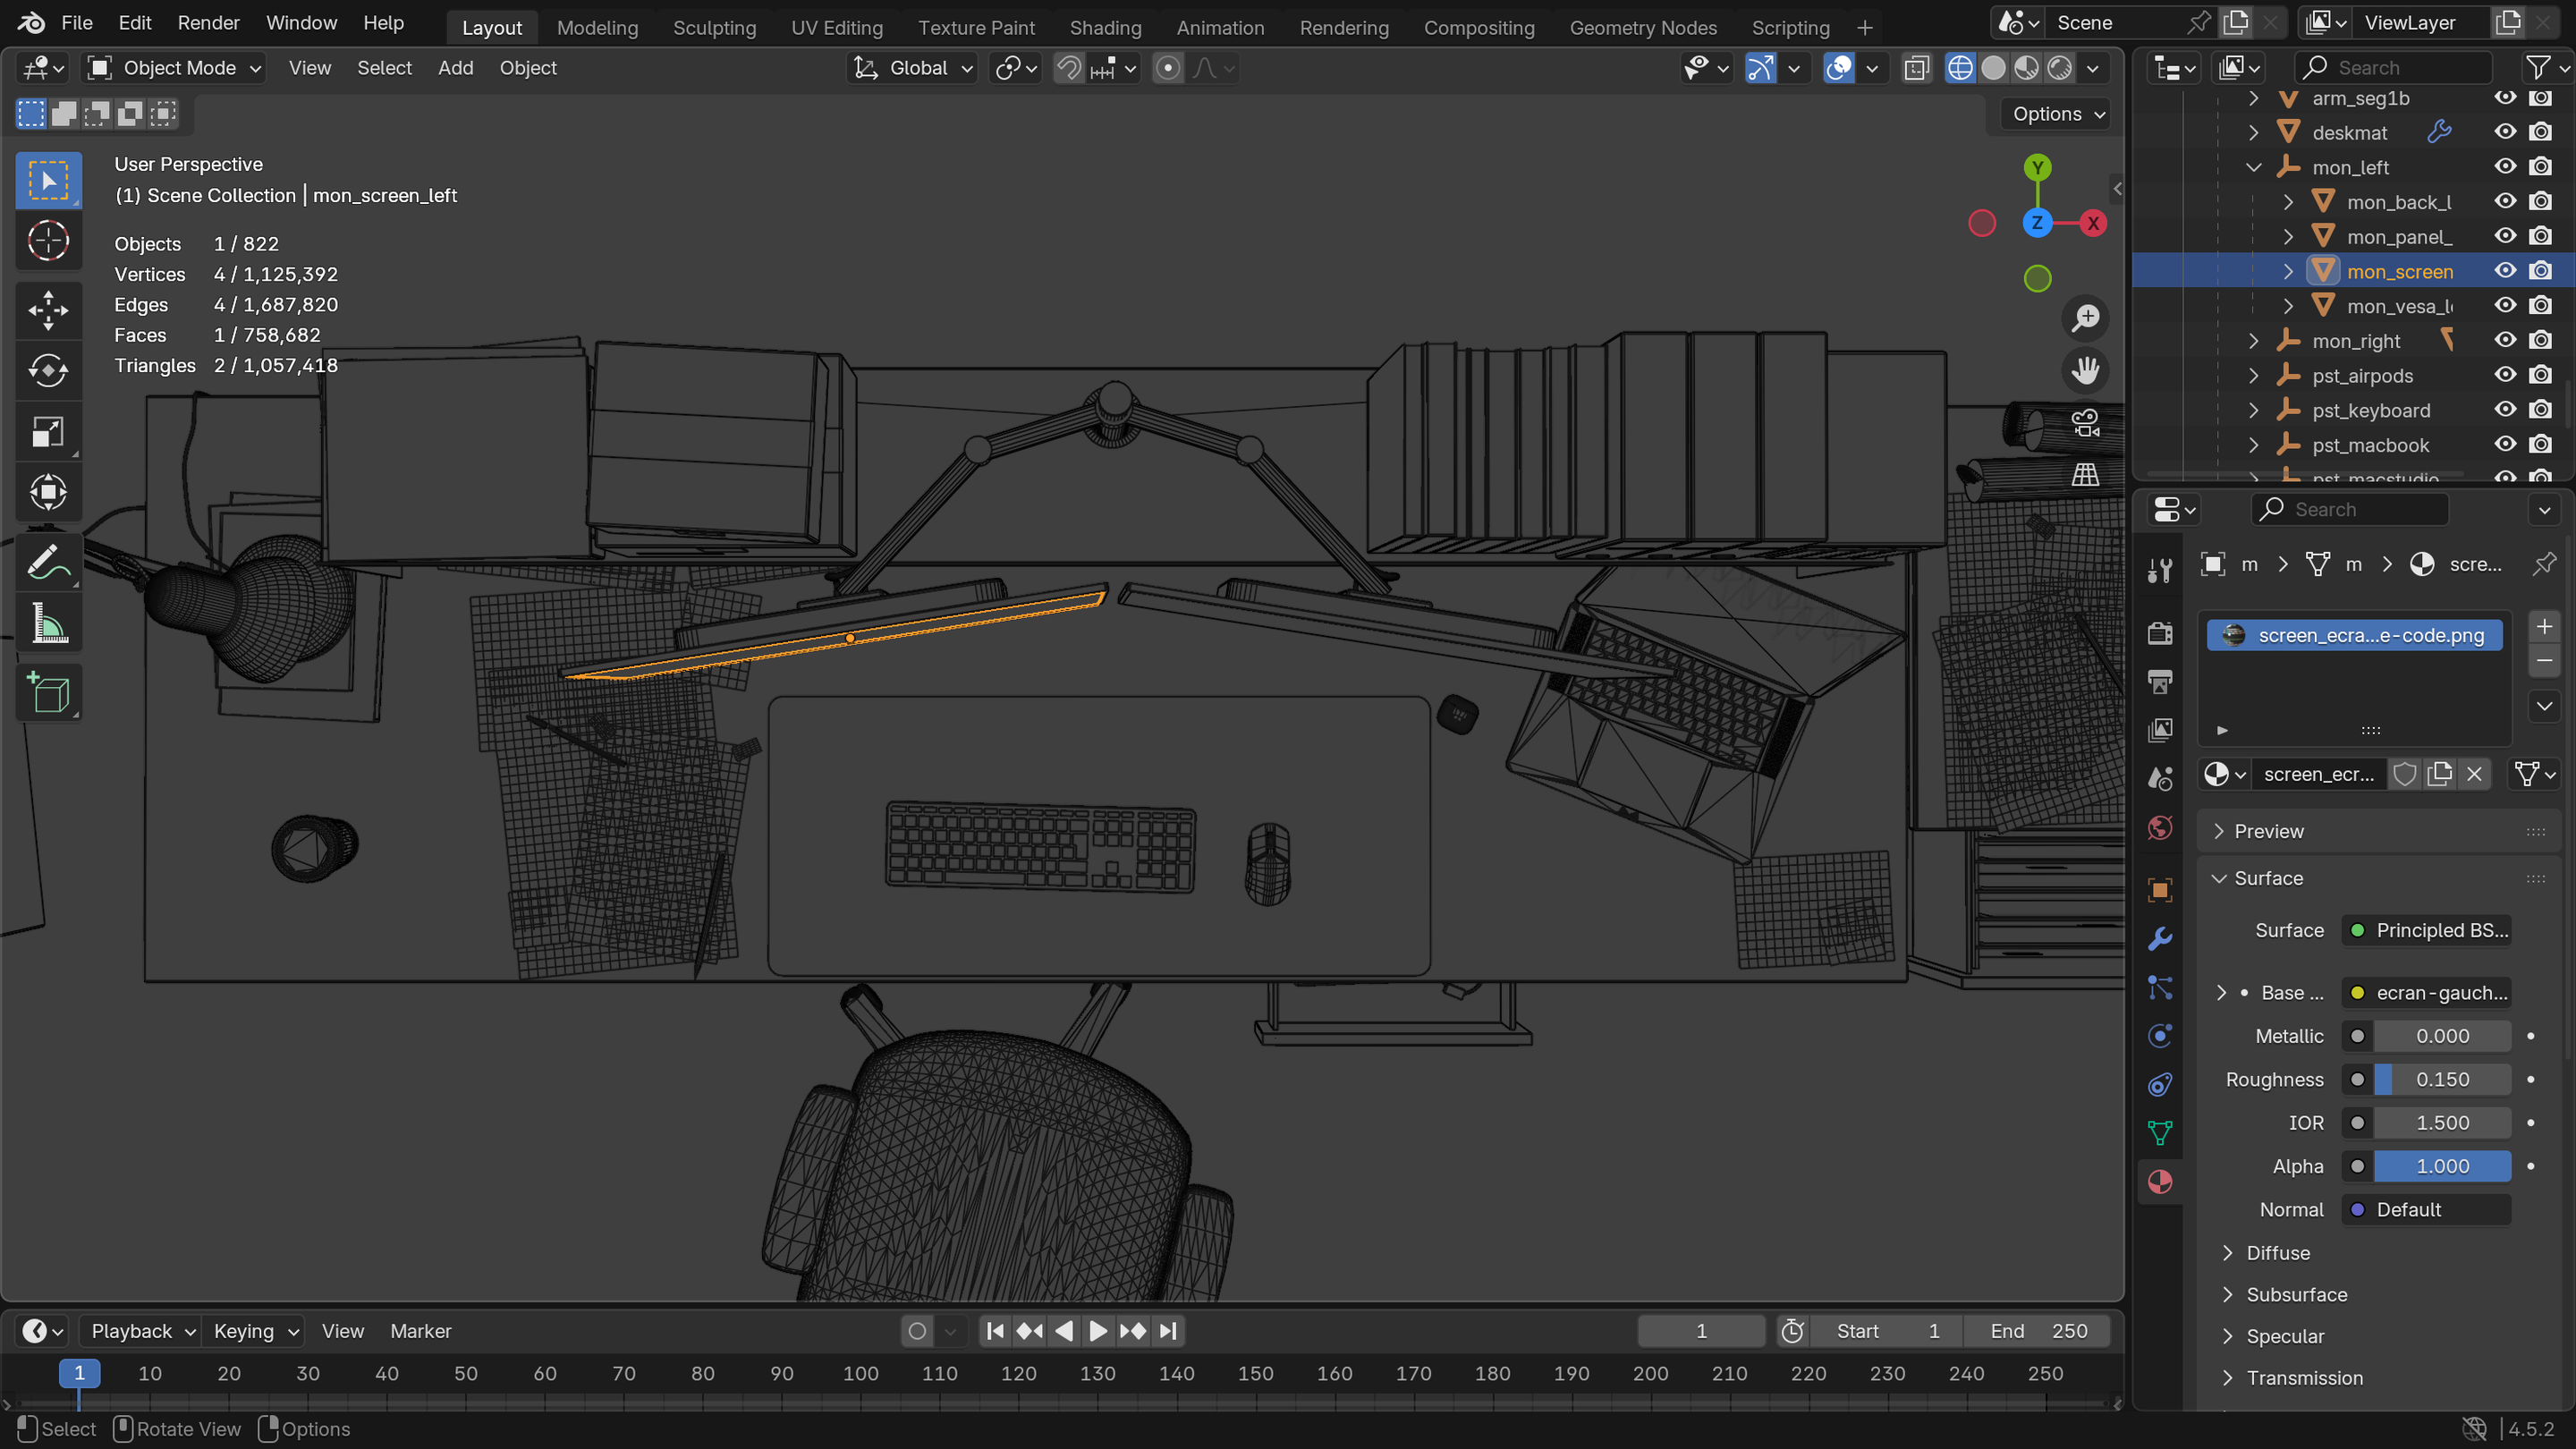 File Edit Render Window Help Layout Modeling Sculpting UV Editing Texture Paint Shading Animation Rendering Compositing Geometry Nodes Scripting + Scene ViewLayer
Object Mode View Select Add Object Global Search
Options
User Perspective
(1) Scene Collection | mon_screen_left
Objects 1 / 822
Vertices 4 / 1,125,392
Edges 4 / 1,687,820
Faces 1 / 758,682
Triangles 2 / 1,057,418
Y
Z
X
arm_seg1b
deskmat
mon_left
mon_back_l
mon_panel_
mon_screen
mon_vesa_l
mon_right
pst_airpods
pst_keyboard
pst_macbook
pst_macstudio
Search
m > m > scre...
screen_ecra...e-code.png
screen_ecr...
Preview
Surface
Surface Principled BS...
Base ... ecran-gauch...
Metallic 0.000
Roughness 0.150
IOR 1.500
Alpha 1.000
Normal Default
Diffuse
Subsurface
Specular
Transmission
Playback Keying View Marker 1 Start 1 End 250
1 10 20 30 40 50 60 70 80 90 100 110 120 130 140 150 160 170 180 190 200 210 220 230 240 250
Select Rotate View Options 4.5.2